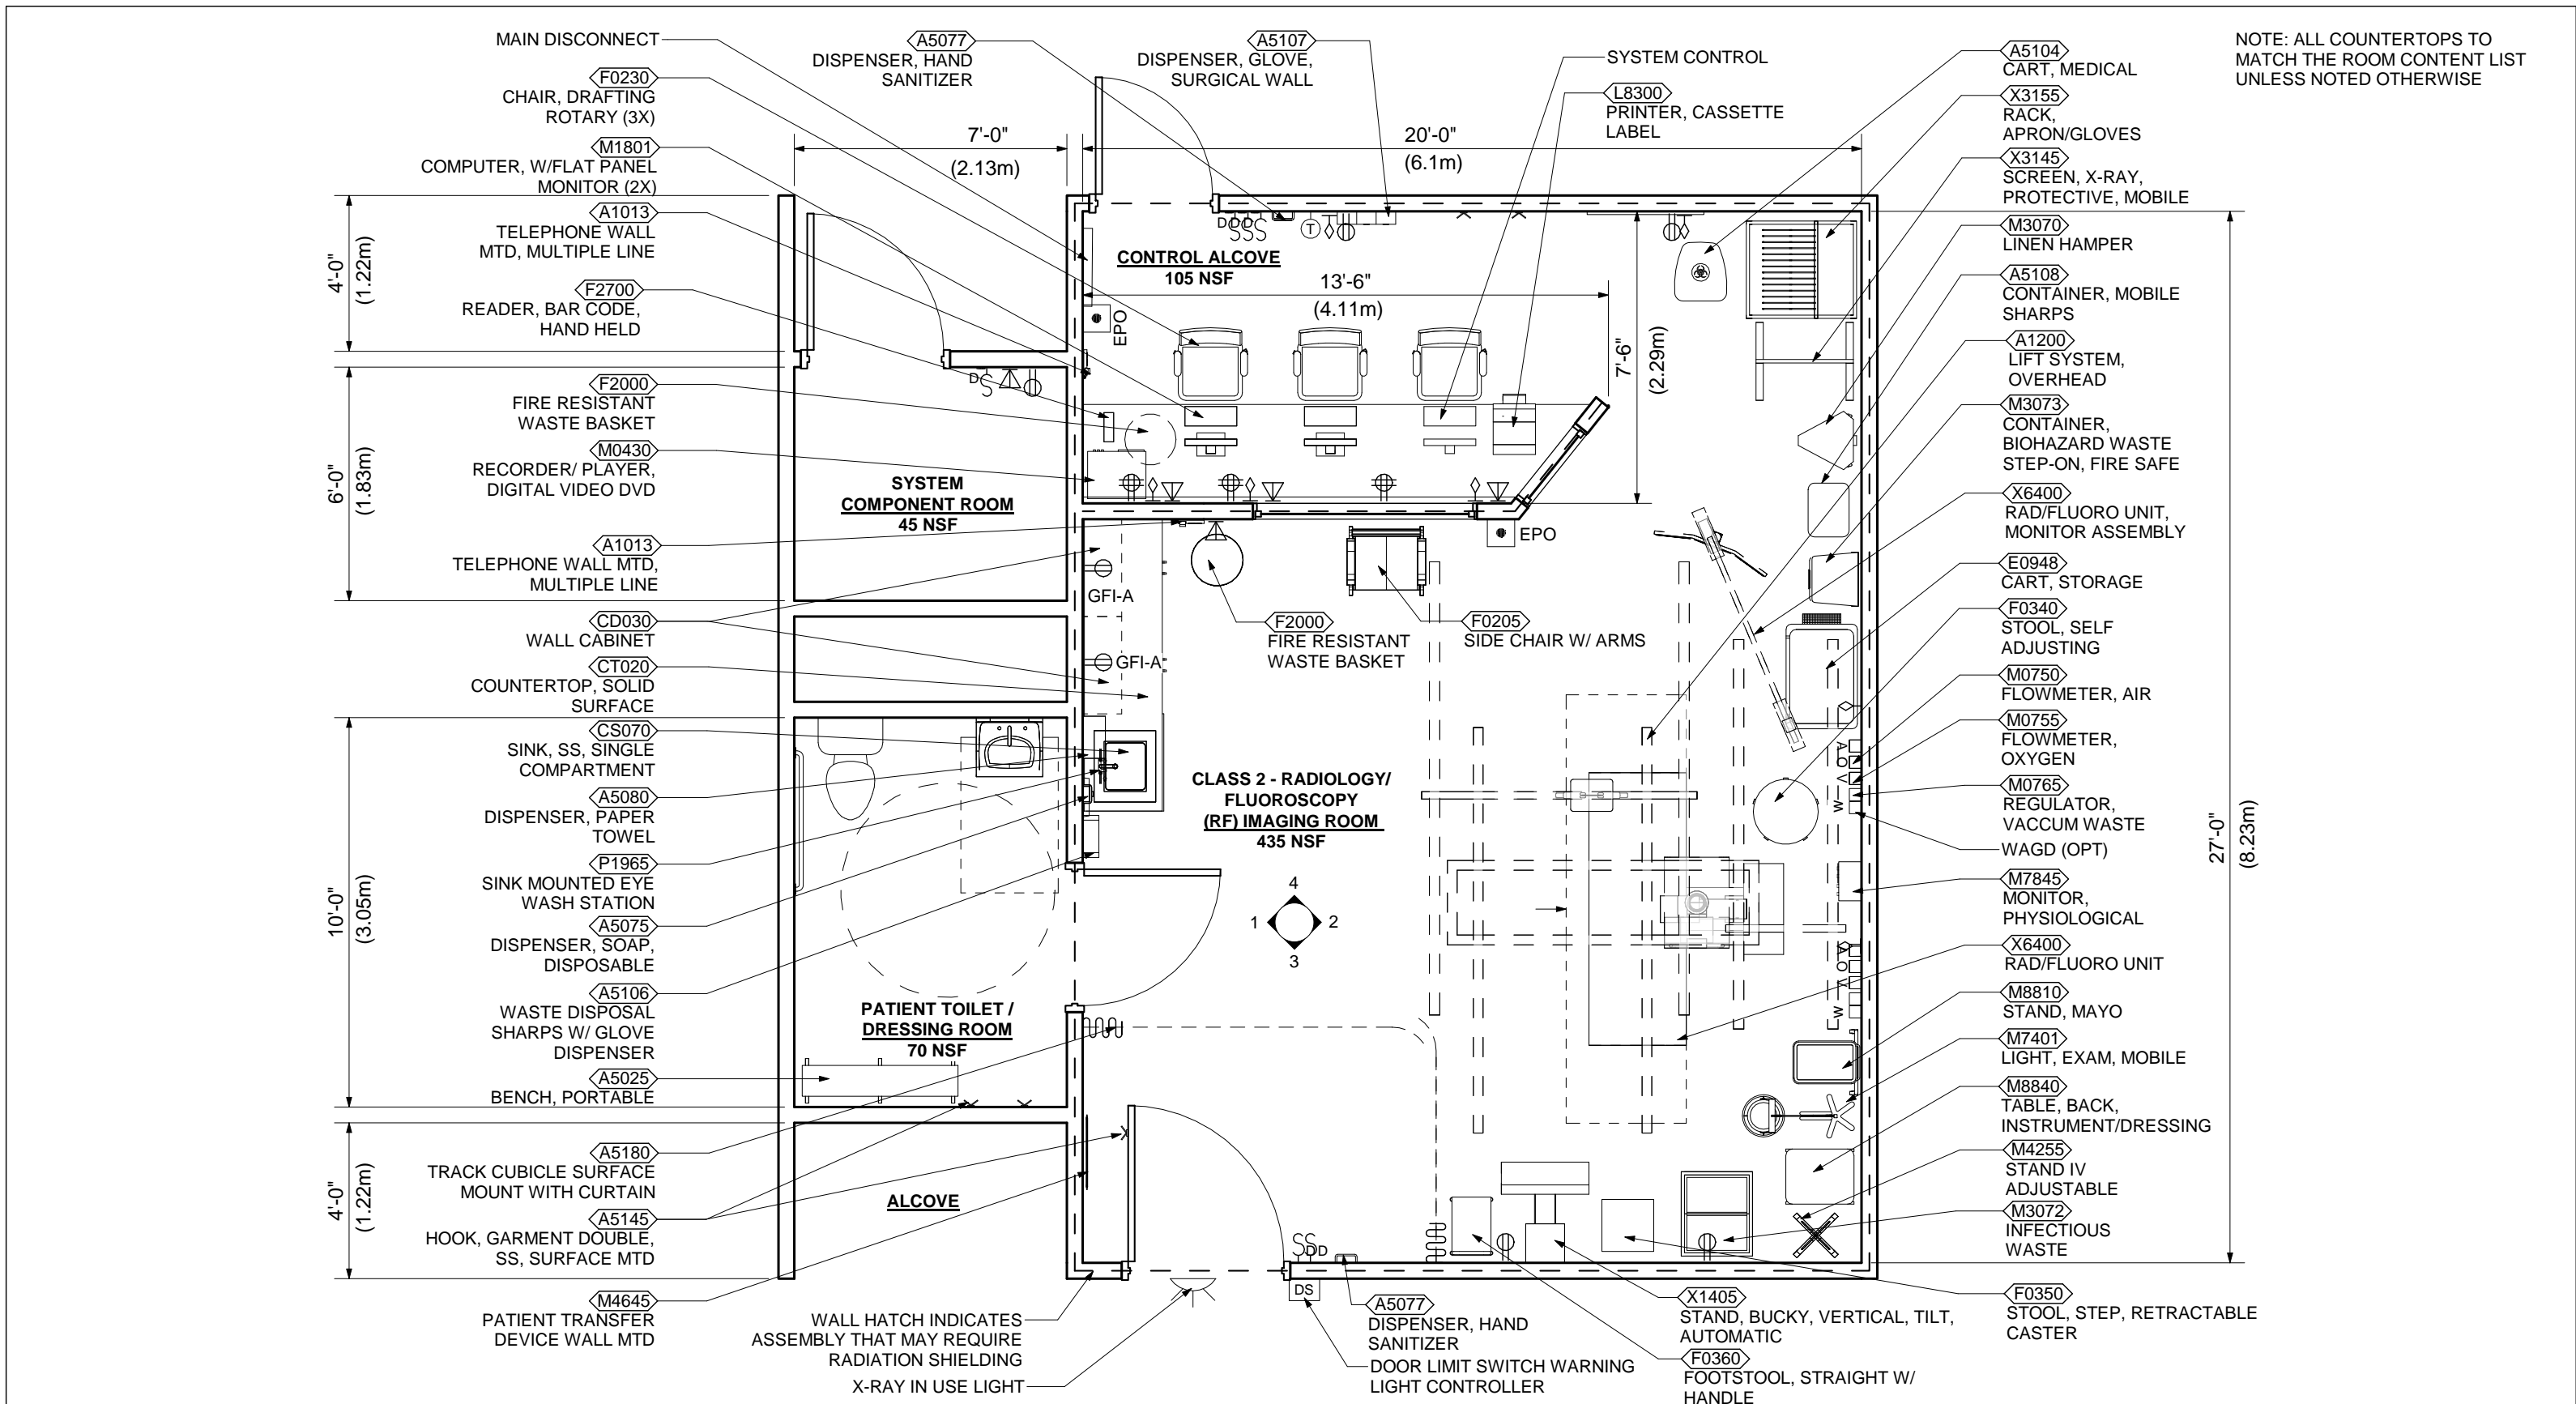 MAIN DISCONNECT
F0230
CHAIR, DRAFTING
ROTARY (3X)
M1801
COMPUTER, W/FLAT PANEL
MONITOR (2X)
A1013
TELEPHONE WALL
MTD, MULTIPLE LINE
F2700
READER, BAR CODE,
HAND HELD
F2000
FIRE RESISTANT
WASTE BASKET
M0430
RECORDER/ PLAYER,
DIGITAL VIDEO DVD
A1013
TELEPHONE WALL MTD,
MULTIPLE LINE
CD030
WALL CABINET
CT020
COUNTERTOP, SOLID
SURFACE
CS070
SINK, SS, SINGLE
COMPARTMENT
A5080
DISPENSER, PAPER
TOWEL
P1965
SINK MOUNTED EYE
WASH STATION
A5075
DISPENSER, SOAP,
DISPOSABLE
A5106
WASTE DISPOSAL
SHARPS W/ GLOVE
DISPENSER
A5025
BENCH, PORTABLE
A5180
TRACK CUBICLE SURFACE
MOUNT WITH CURTAIN
A5145
HOOK, GARMENT DOUBLE,
SS, SURFACE MTD
M4645
PATIENT TRANSFER
DEVICE WALL MTD
4'-0"
(1.22m)
6'-0"
(1.83m)
10'-0"
(3.05m)
4'-0"
(1.22m)
A5077
DISPENSER, HAND
SANITIZER
A5107
DISPENSER, GLOVE,
SURGICAL WALL
SYSTEM CONTROL
L8300
PRINTER, CASSETTE
LABEL
7'-0"
(2.13m)
20'-0"
(6.1m)
D D D
SSS
T
CONTROL ALCOVE
105 NSF
13'-6"
(4.11m)
EPO
7'-6"
(2.29m)
D
S
SYSTEM
COMPONENT ROOM
45 NSF
EPO
GFI-A
GFI-A
F2000
FIRE RESISTANT
WASTE BASKET
F0205
SIDE CHAIR W/ ARMS
CLASS 2 - RADIOLOGY/
FLUOROSCOPY
(RF) IMAGING ROOM
435 NSF
4
1
2
3
A
O
V
W
A
O
V
W
PATIENT TOILET /
DRESSING ROOM
70 NSF
ALCOVE
SS
DD
DS
WALL HATCH INDICATES
ASSEMBLY THAT MAY REQUIRE
RADIATION SHIELDING
X-RAY IN USE LIGHT
A5077
DISPENSER, HAND
SANITIZER
DOOR LIMIT SWITCH WARNING
LIGHT CONTROLLER
X1405
STAND, BUCKY, VERTICAL, TILT,
AUTOMATIC
F0360
FOOTSTOOL, STRAIGHT W/
HANDLE
NOTE: ALL COUNTERTOPS TO
MATCH THE ROOM CONTENT LIST
UNLESS NOTED OTHERWISE
A5104
CART, MEDICAL
X3155
RACK,
APRON/GLOVES
X3145
SCREEN, X-RAY,
PROTECTIVE, MOBILE
M3070
LINEN HAMPER
A5108
CONTAINER, MOBILE
SHARPS
A1200
LIFT SYSTEM,
OVERHEAD
M3073
CONTAINER,
BIOHAZARD WASTE
STEP-ON, FIRE SAFE
X6400
RAD/FLUORO UNIT,
MONITOR ASSEMBLY
E0948
CART, STORAGE
F0340
STOOL, SELF
ADJUSTING
M0750
FLOWMETER, AIR
M0755
FLOWMETER,
OXYGEN
M0765
REGULATOR,
VACCUM WASTE
WAGD (OPT)
M7845
MONITOR,
PHYSIOLOGICAL
X6400
RAD/FLUORO UNIT
M8810
STAND, MAYO
M7401
LIGHT, EXAM, MOBILE
M8840
TABLE, BACK,
INSTRUMENT/DRESSING
M4255
STAND IV
ADJUSTABLE
M3072
INFECTIOUS
WASTE
F0350
STOOL, STEP, RETRACTABLE
CASTER
27'-0"
(8.23m)